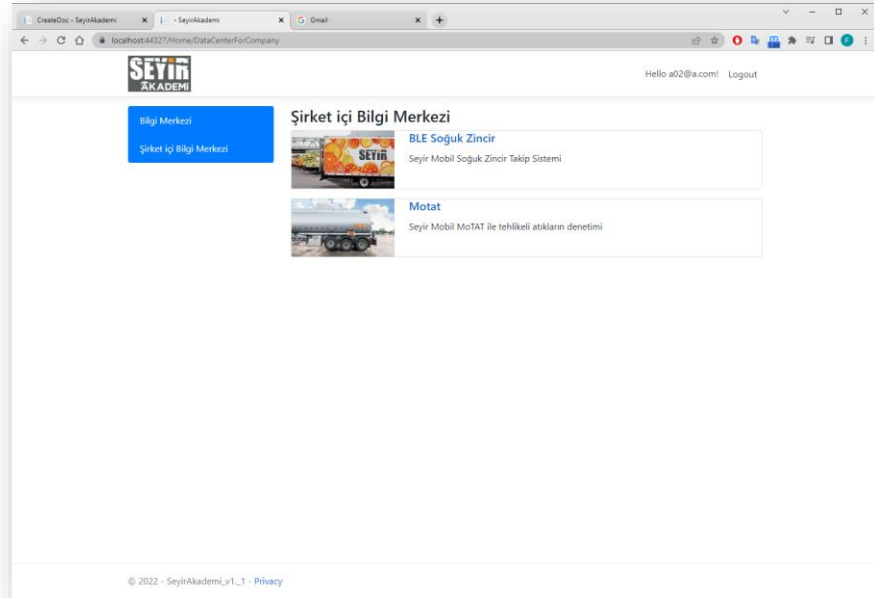 CreateDoc - SeyirAkademi
- SeyirAkademi
Gmail
localhost:44327/Home/DataCenterForCompany
SEYİR
AKADEMİ
Hello a02@a.com!
Logout
Bilgi Merkezi
Şirket içi Bilgi Merkezi
Şirket içi Bilgi Merkezi
SEYİR
BLE Soğuk Zincir
Seyir Mobil Soğuk Zincir Takip Sistemi
Motat
Seyir Mobil MoTAT ile tehlikeli atıkların denetimi
© 2022 - SeyirAkademi_v1._1 - Privacy